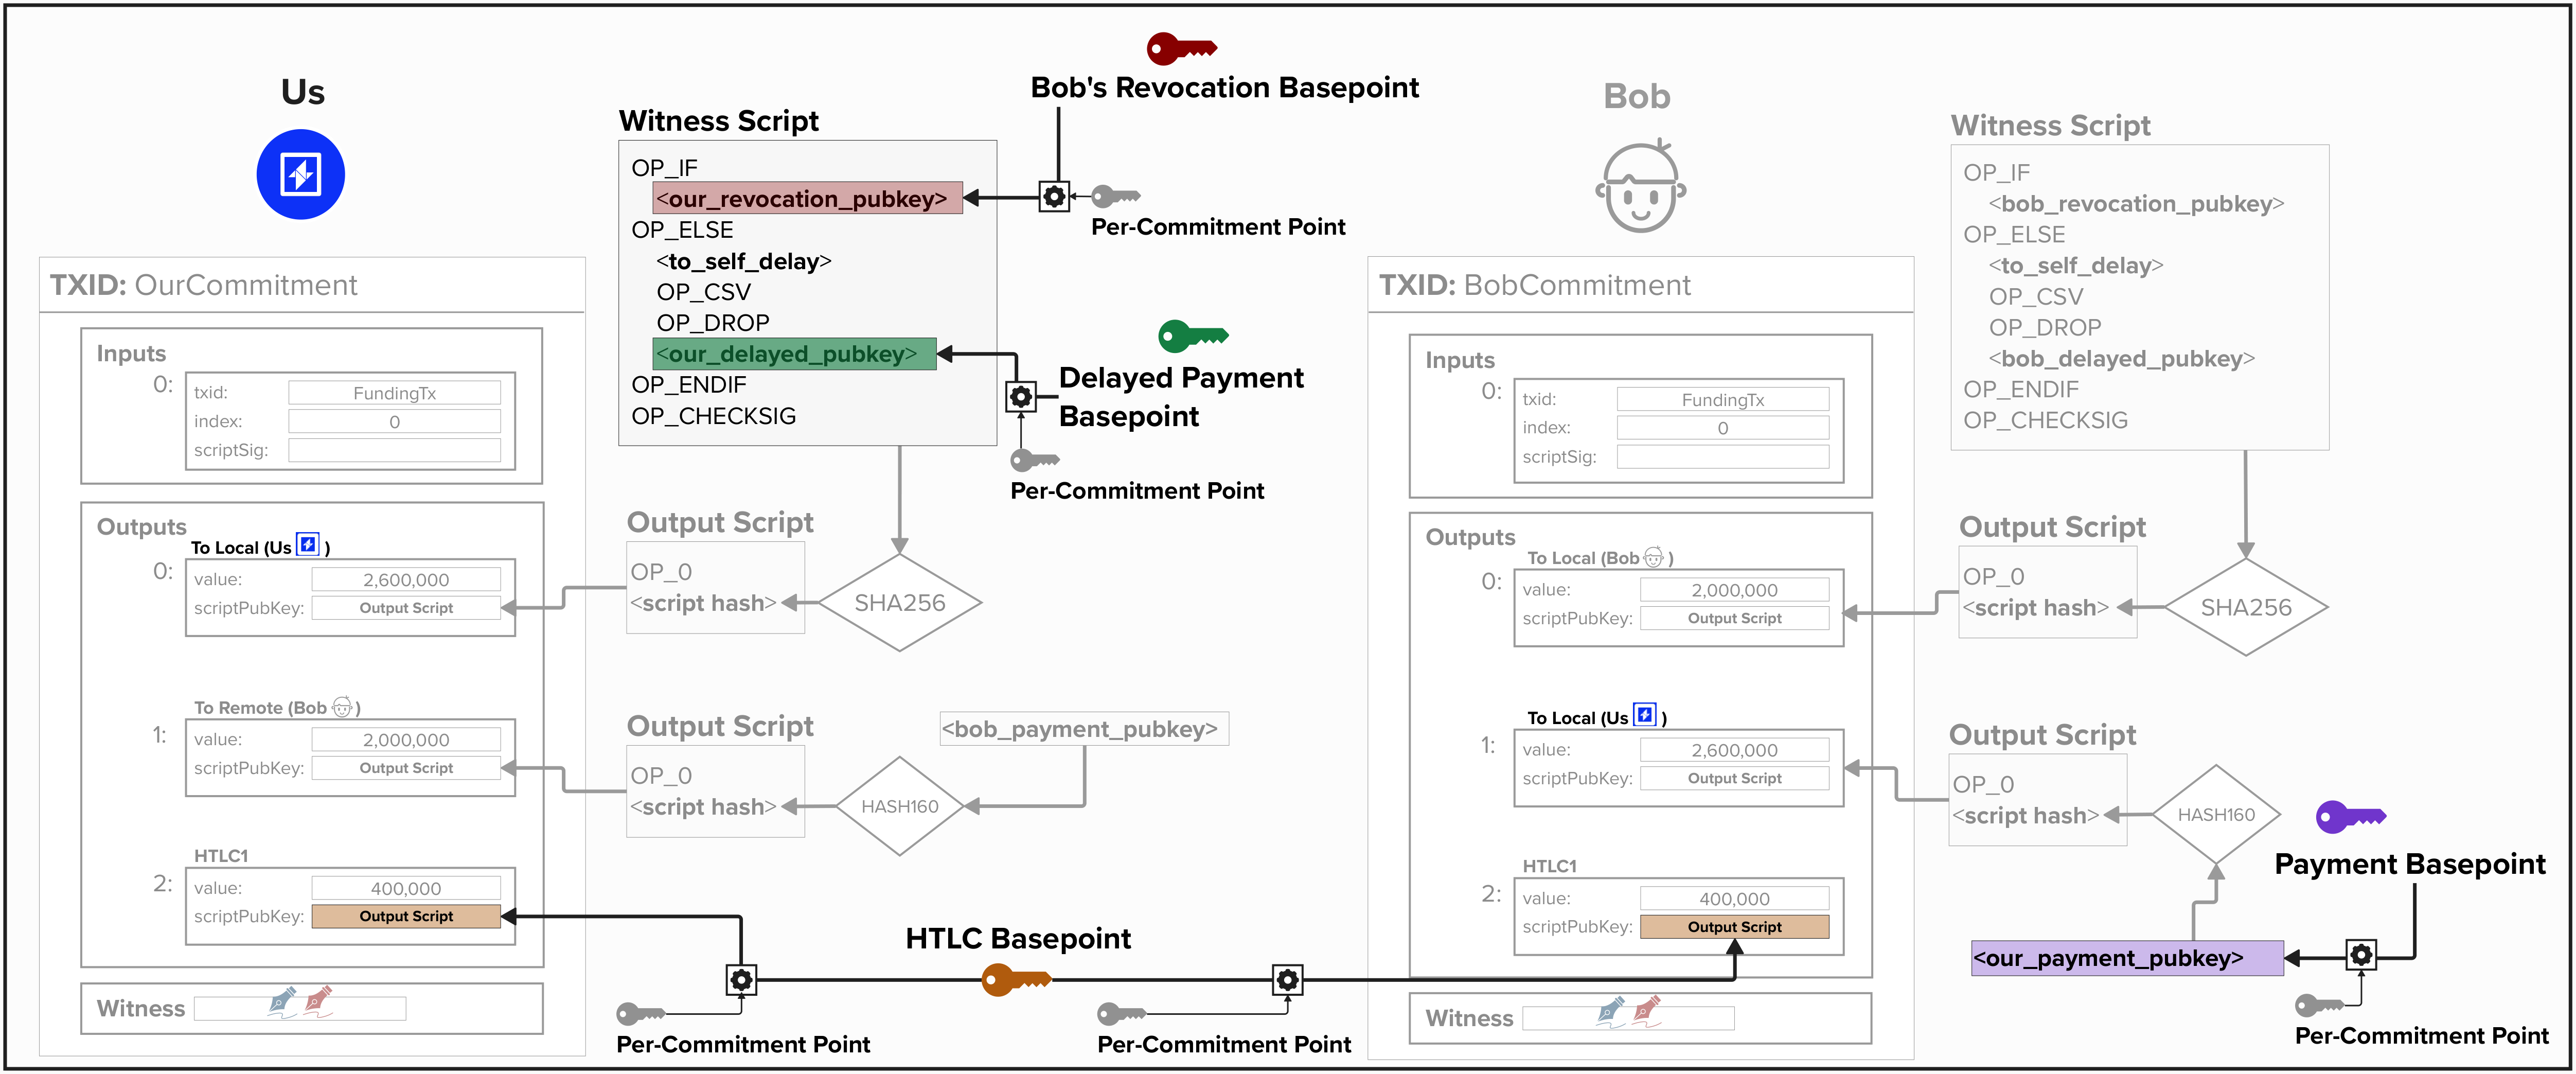 Us
TXID: OurCommitment
Inputs
0:
txid:
FundingTx
index:
0
scriptSig:
Outputs
To Local (Us )
0:
value:
2,600,000
scriptPubKey:
Output Script
To Remote (Bob )
1:
value:
2,000,000
scriptPubKey:
Output Script
HTLC1
2:
value:
400,000
scriptPubKey:
Output Script
Witness
Witness Script
OP_IF
<our_revocation_pubkey>
OP_ELSE
<to_self_delay>
OP_CSV
OP_DROP
<our_delayed_pubkey>
OP_ENDIF
OP_CHECKSIG
Bob's Revocation Basepoint
Per-Commitment Point
Delayed Payment
Basepoint
Per-Commitment Point
Output Script
OP_0
<script hash>
SHA256
Output Script
OP_0
<script hash>
HASH160
<bob_payment_pubkey>
HTLC Basepoint
Per-Commitment Point
Per-Commitment Point
Bob
TXID: BobCommitment
Inputs
0:
txid:
FundingTx
index:
0
scriptSig:
Outputs
To Local (Bob )
0:
value:
2,000,000
scriptPubKey:
Output Script
To Local (Us )
1:
value:
2,600,000
scriptPubKey:
Output Script
HTLC1
2:
value:
400,000
scriptPubKey:
Output Script
Witness
Witness Script
OP_IF
<bob_revocation_pubkey>
OP_ELSE
<to_self_delay>
OP_CSV
OP_DROP
<bob_delayed_pubkey>
OP_ENDIF
OP_CHECKSIG
Output Script
OP_0
<script hash>
SHA256
Output Script
OP_0
<script hash>
HASH160
Payment Basepoint
<our_payment_pubkey>
Per-Commitment Point